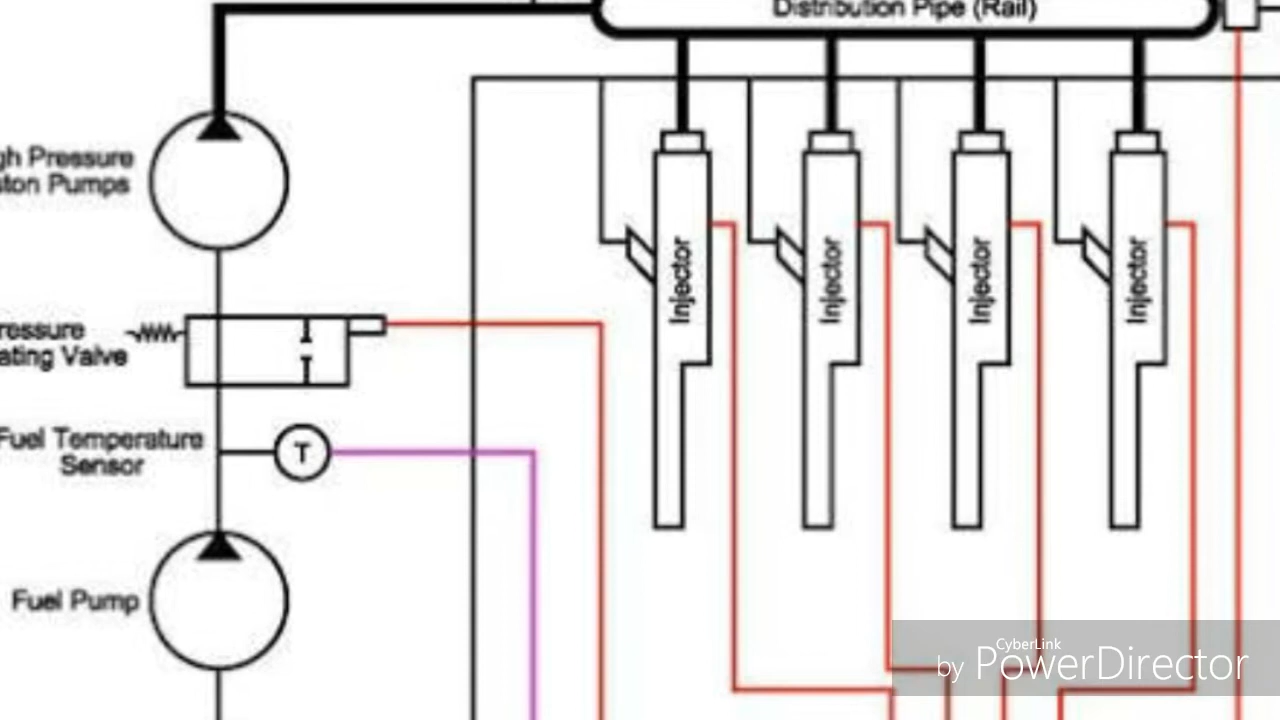 Distribution Pipe (Rail)
gh Pressure
ston Pumps
Injector
Injector
Injector
Injector
ressure
ating Valve
Fuel Temperature
Sensor
T
Fuel Pump
CyberLink
by PowerDirector